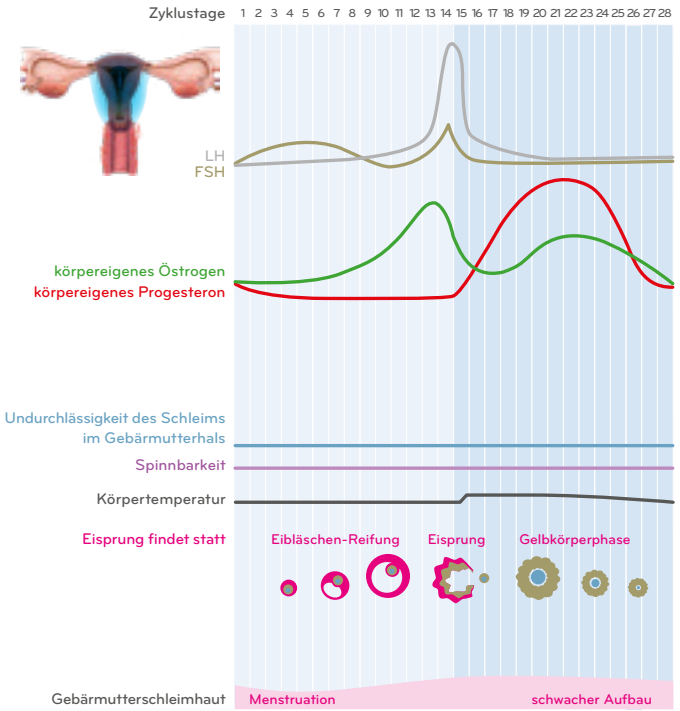 Zyklustage 1 2 3 4 5 6 7 8 9 10 11 12 13 14 15 16 17 18 19 20 21 22 23 24 25 26 27 28
LH
FSH
körpereigenes Östrogen
körpereigenes Progesteron
Undurchlässigkeit des Schleims
im Gebärmutterhals
Spinnbarkeit
Körpertemperatur
Eisprung findet statt Eibläschen-Reifung Eisprung Gelbkörperphase
Gebärmutterschleimhaut Menstruation schwacher Aufbau